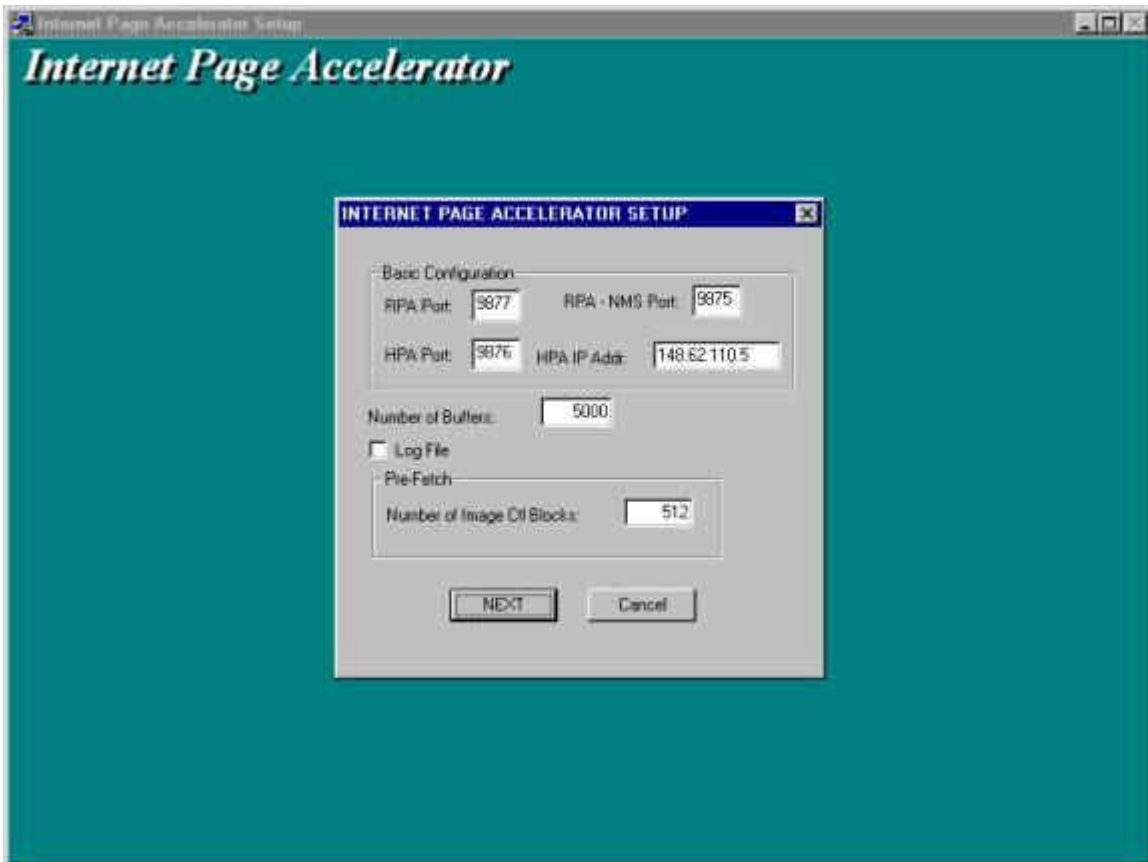 Internet Page Accelerator Setup
Internet Page Accelerator
INTERNET PAGE ACCELERATOR SETUP
Basic Configuration
RPA Port: 9877 RPA - NMS Port: 9875
HPA Port: 9876 HPA IP Addr: 148.62.110.5
Number of Buffers: 5000
Log File
Pre-Fetch
Number of Image Ctl Blocks: 512
NEXT Cancel